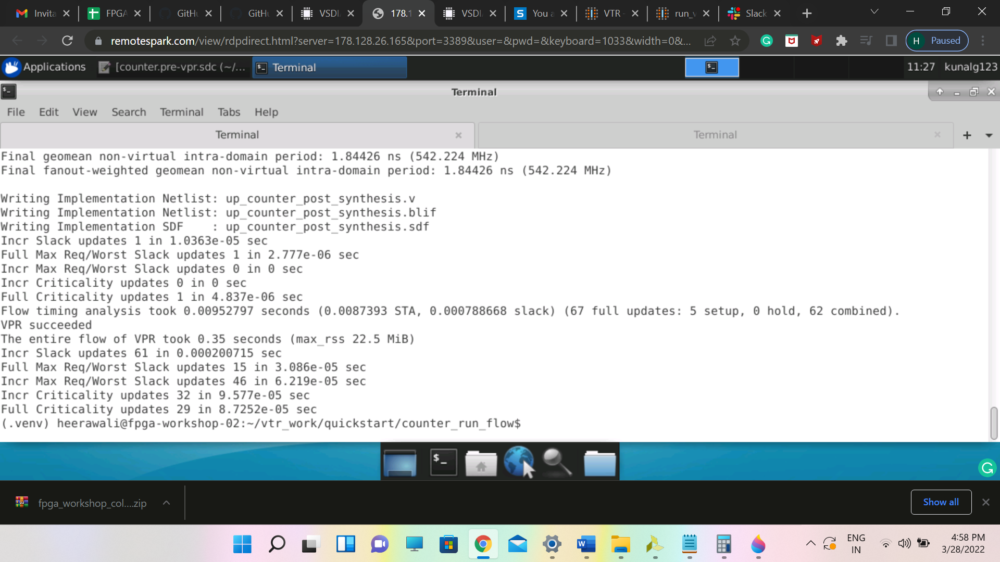 Invita
FPGA
GitHu
GitHu
VSDI
178.1
VSDI
You a
VTR -
run_v
Slack
remotespark.com/view/rdpdirect.html?server=178.128.26.165&port=3389&user=&pwd=&keyboard=1033&width=0&...
H Paused
Applications
[counter.pre-vpr.sdc (~/...
Terminal
11:27 kunalg123
Terminal
File Edit View Search Terminal Tabs Help
Terminal
Terminal
Final geomean non-virtual intra-domain period: 1.84426 ns (542.224 MHz)
Final fanout-weighted geomean non-virtual intra-domain period: 1.84426 ns (542.224 MHz)
Writing Implementation Netlist: up_counter_post_synthesis.v
Writing Implementation Netlist: up_counter_post_synthesis.blif
Writing Implementation SDF    : up_counter_post_synthesis.sdf
Incr Slack updates 1 in 1.0363e-05 sec
Full Max Req/Worst Slack updates 1 in 2.777e-06 sec
Incr Max Req/Worst Slack updates 0 in 0 sec
Incr Criticality updates 0 in 0 sec
Full Criticality updates 1 in 4.837e-06 sec
Flow timing analysis took 0.00952797 seconds (0.0087393 STA, 0.000788668 slack) (67 full updates: 5 setup, 0 hold, 62 combined).
VPR succeeded
The entire flow of VPR took 0.35 seconds (max_rss 22.5 MiB)
Incr Slack updates 61 in 0.000200715 sec
Full Max Req/Worst Slack updates 15 in 3.086e-05 sec
Incr Max Req/Worst Slack updates 46 in 6.219e-05 sec
Incr Criticality updates 32 in 9.577e-05 sec
Full Criticality updates 29 in 8.7252e-05 sec
(.venv) heerawali@fpga-workshop-02:~/vtr_work/quickstart/counter_run_flow$
fpga_workshop_col....zip
Show all
ENG
IN
4:58 PM
3/28/2022